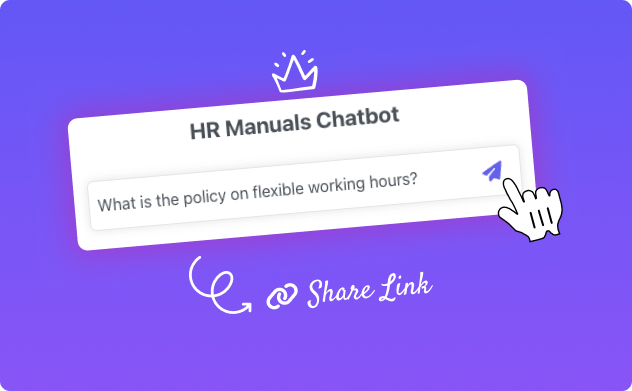 HR Manuals Chatbot
What is the policy on flexible working hours?
Share Link